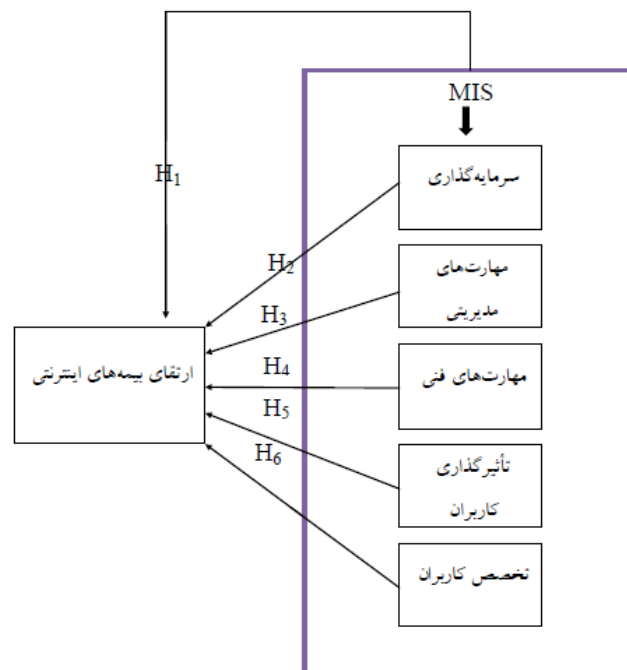 MIS
سرمایه‌گذاری
H1
H2
مهارت‌های
مدیریتی
H3
ارتقای بیمه‌های اینترنتی
H4
مهارت‌های فنی
H5
H6
تأثیرگذاری
کاربران
تخصص کاربران